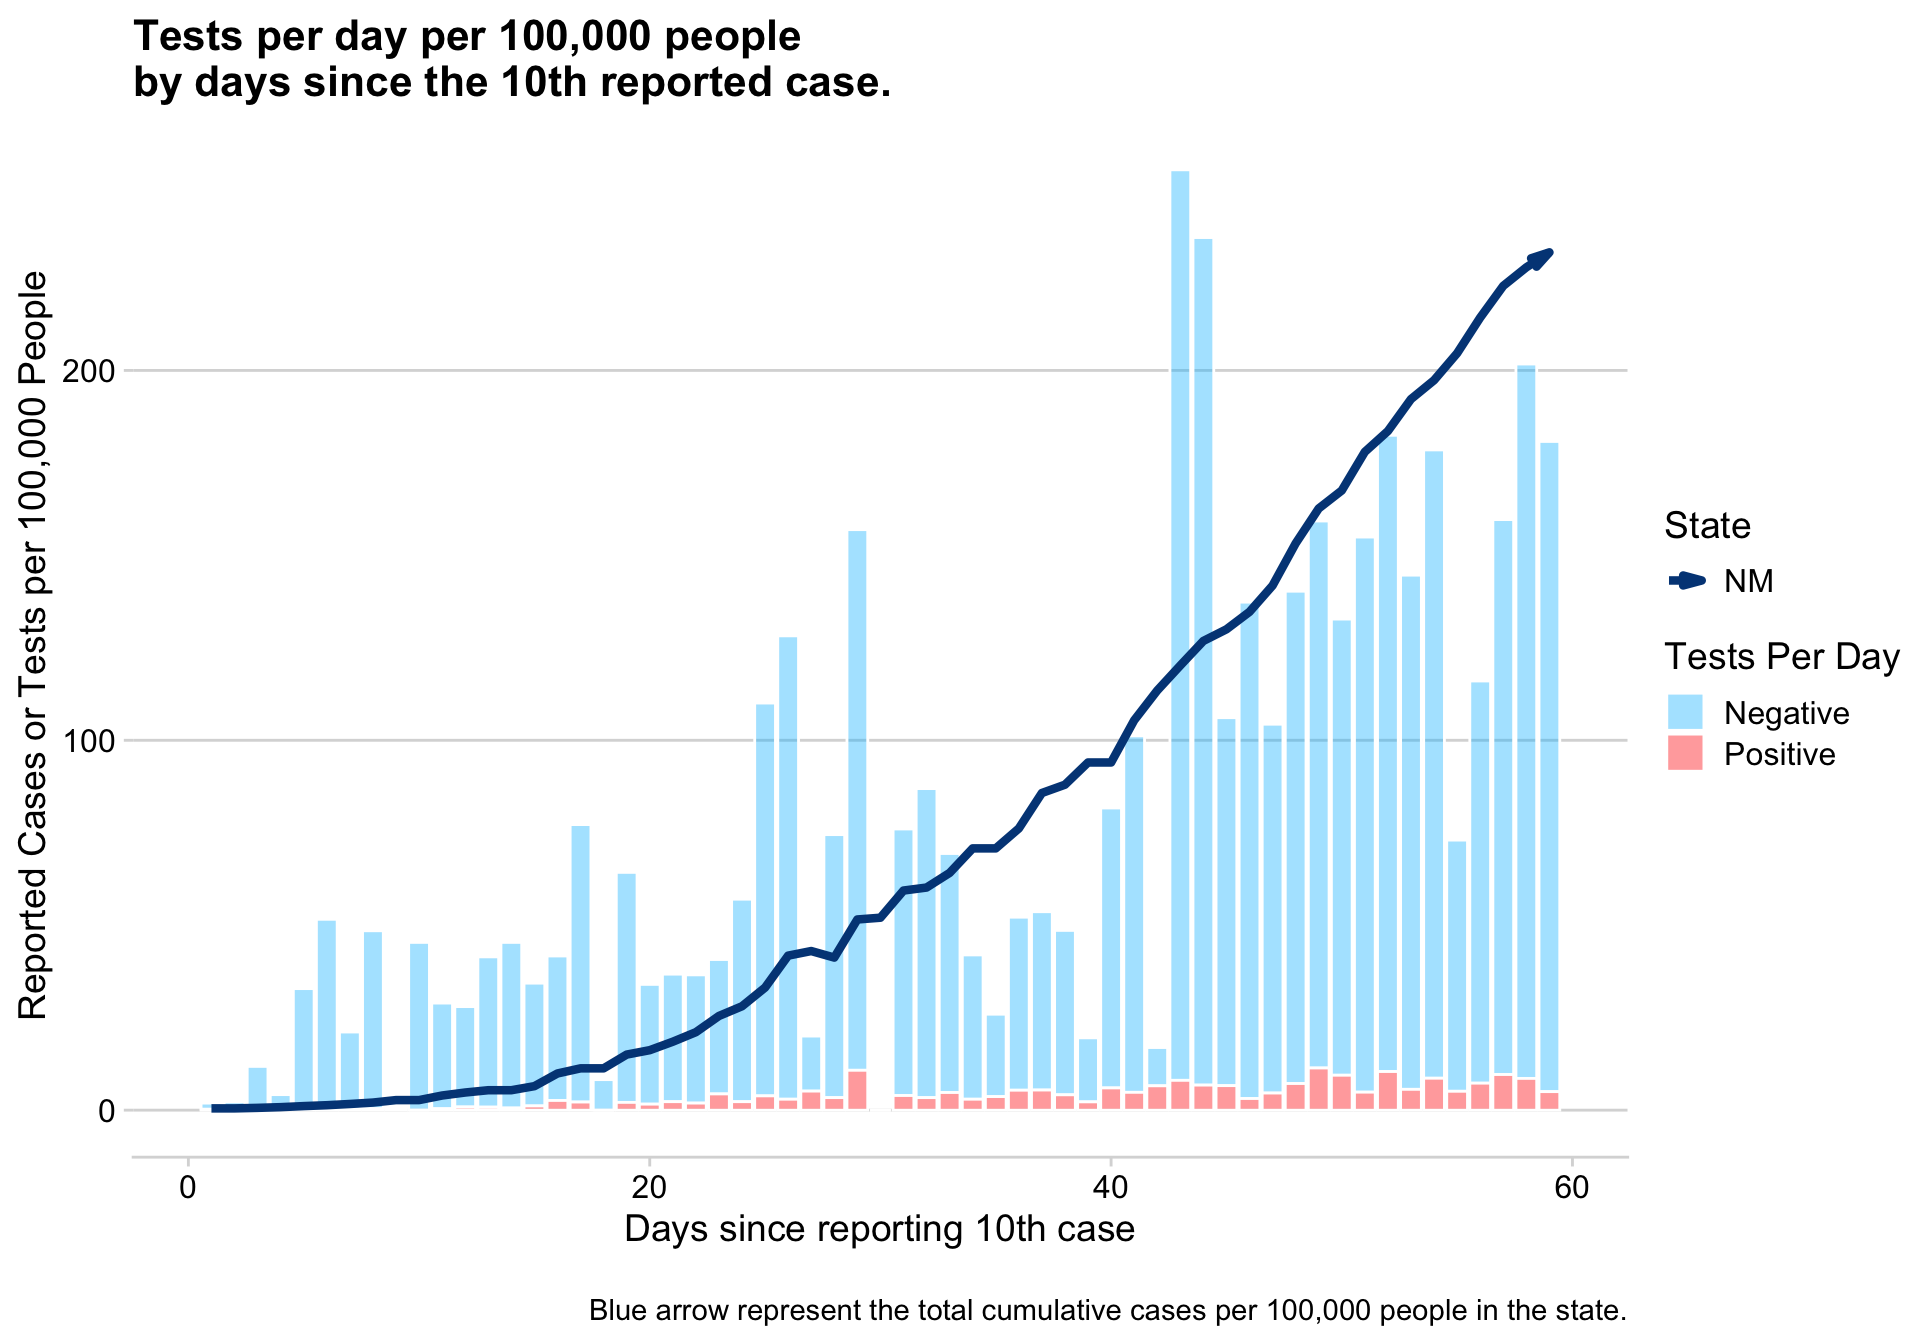 Tests per day per 100,000 people
by days since the 10th reported case.
Reported Cases or Tests per 100,000 People
200
100
0
0
20
40
60
Days since reporting 10th case
State
NM
Tests Per Day
Negative
Positive
Blue arrow represent the total cumulative cases per 100,000 people in the state.